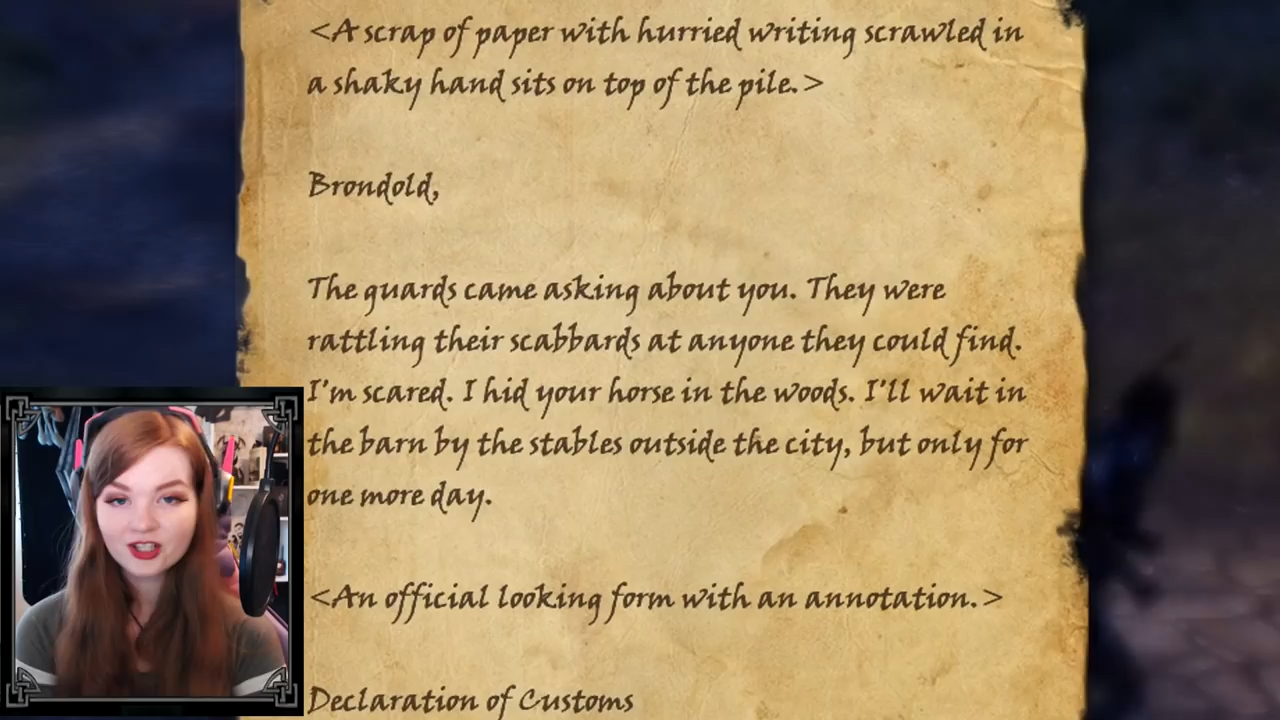 <A scrap of paper with hurried writing scrawled in
a shaky hand sits on top of the pile.>
Brondold,
The guards came asking about you. They were
rattling their scabbards at anyone they could find.
I'm scared. I hid your horse in the woods. I'll wait in
the barn by the stables outside the city, but only for
one more day.
<An official looking form with an annotation.>
Declaration of Customs